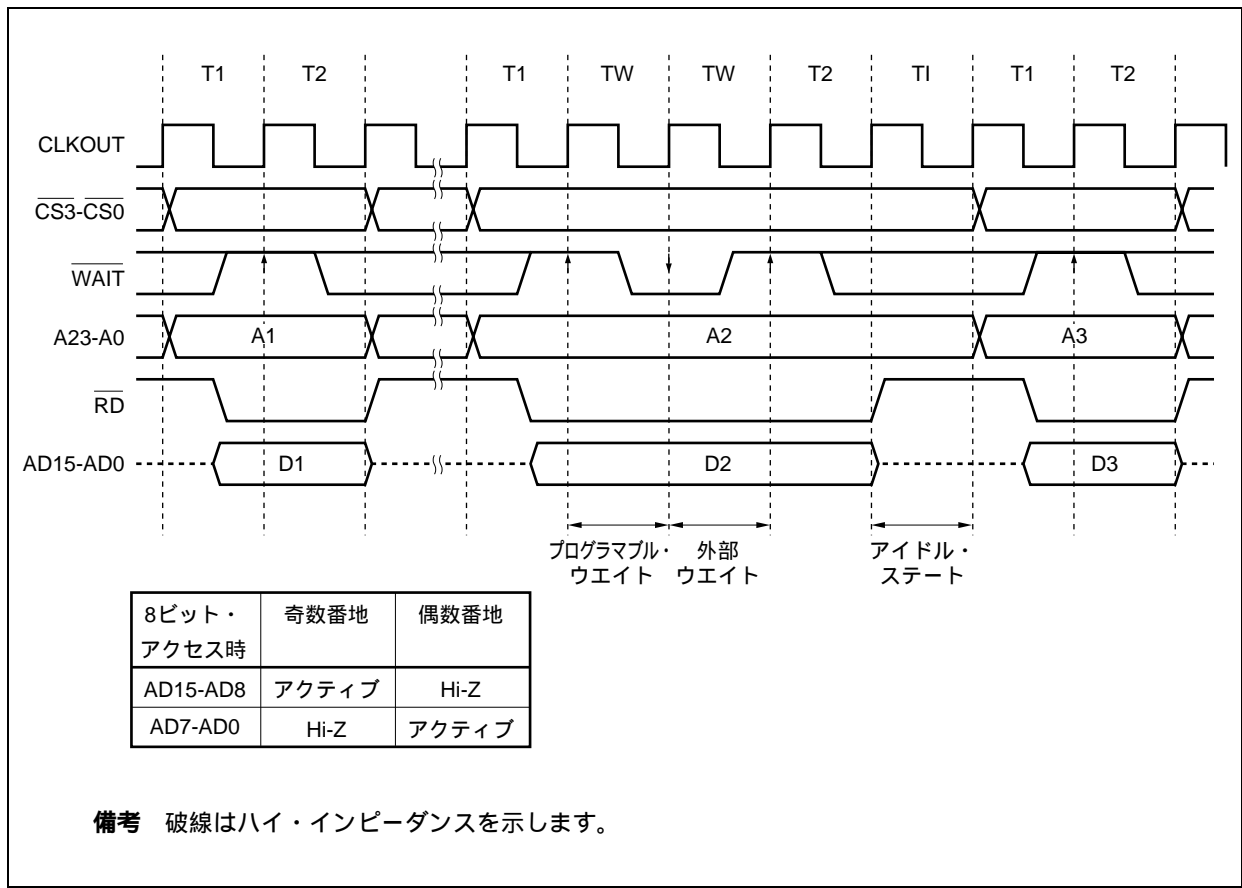 T1 T2 T1 TW TW T2 TI T1 T2
CLKOUT
CS3-CS0
WAIT
A23-A0 A1 A2 A3
RD
AD15-AD0 D1 D2 D3
プログラマブル・ 外部 アイドル・
ウエイト ウエイト ステート
8ビット・ 奇数番地 偶数番地
アクセス時
AD15-AD8 アクティブ Hi-Z
AD7-AD0 Hi-Z アクティブ
備考 破線はハイ・インピーダンスを示します。